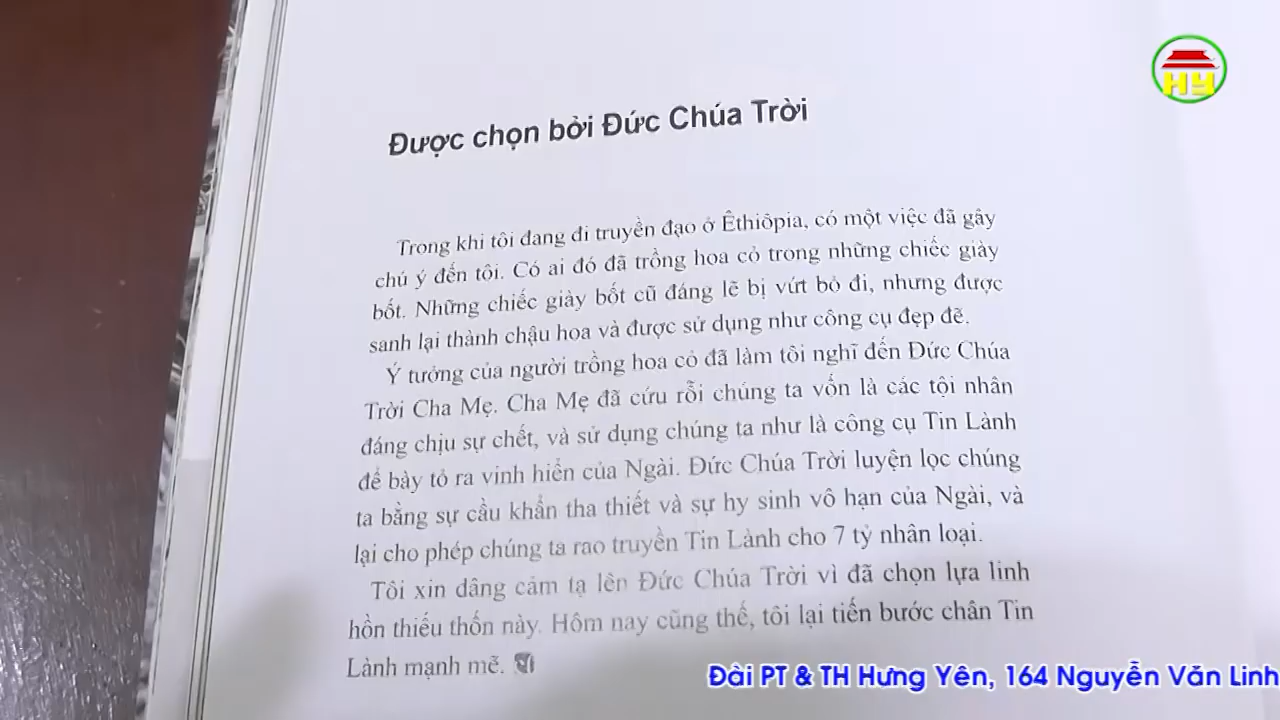 HY
Được chọn bởi Đức Chúa Trời
Trong khi tôi đang đi truyền đạo ở Êthiôpia, có một việc đã gây
chú ý đến tôi. Có ai đó đã trồng hoa cỏ trong những chiếc giày
bốt. Những chiếc giày bốt cũ đáng lẽ bị vứt bỏ đi, nhưng được
sanh lại thành chậu hoa và được sử dụng như công cụ đẹp đẽ.
Ý tưởng của người trồng hoa cỏ đã làm tôi nghĩ đến Đức Chúa
Trời Cha Mẹ. Cha Mẹ đã cứu rỗi chúng ta vốn là các tội nhân
đáng chịu sự chết, và sử dụng chúng ta như là công cụ Tin Lành
để bày tỏ ra vinh hiển của Ngài. Đức Chúa Trời luyện lọc chúng
ta bằng sự cầu khẩn tha thiết và sự hy sinh vô hạn của Ngài, và
lại cho phép chúng ta rao truyền Tin Lành cho 7 tỷ nhân loại.
Tôi xin dâng cảm tạ lên Đức Chúa Trời vì đã chọn lựa linh
hồn thiếu thốn này. Hôm nay cũng thế, tôi lại tiến bước chân Tin
Lành mạnh mẽ.
Đài PT & TH Hưng Yên, 164 Nguyễn Văn Linh